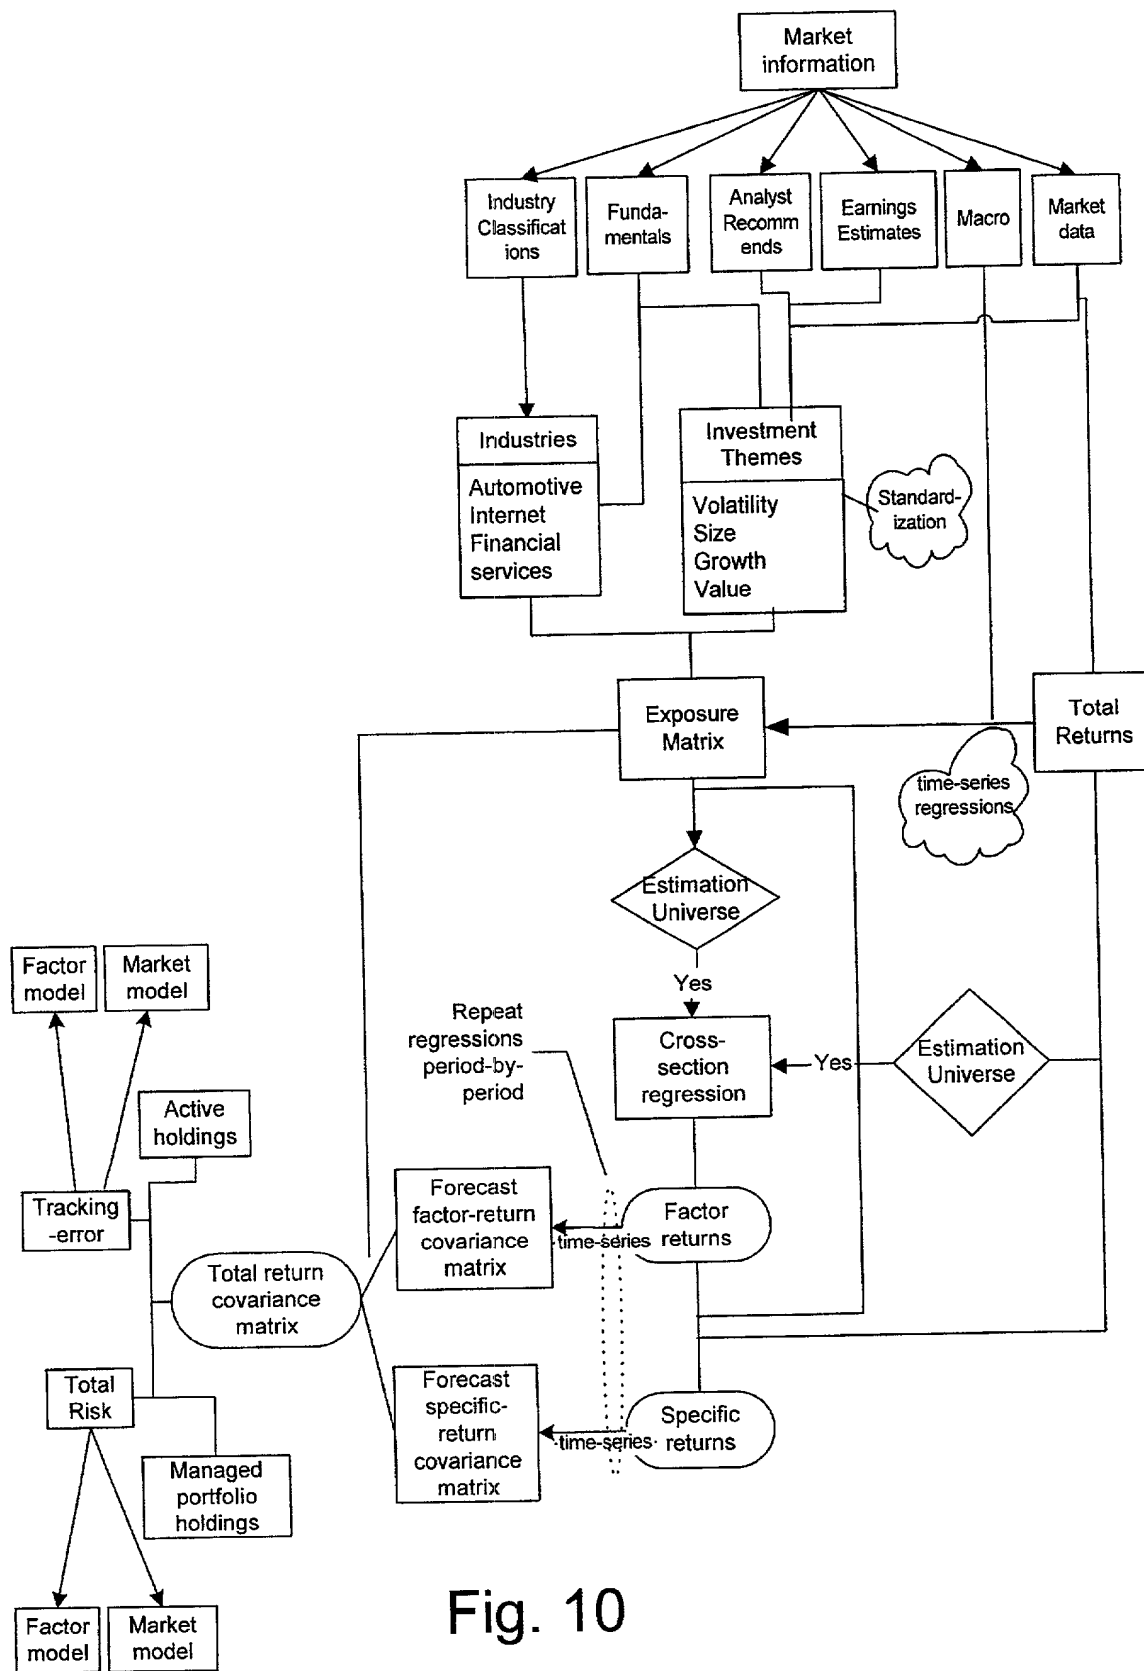 Market
information
Industry
Classificat
ions
Funda-
mentals
Analyst
Recomm
ends
Earnings
Estimates
Macro
Market
data
Industries
Automotive
Internet
Financial
services
Investment
Themes
Volatility
Size
Growth
Value
Standard-
ization
Exposure
Matrix
Total
Returns
time-series
regressions
Estimation
Universe
Yes
Factor
model
Market
model
Repeat
regressions
period-by-
period
Cross-
section
regression
Yes
Estimation
Universe
Active
holdings
Tracking
-error
Forecast
factor-return
covariance
matrix
time-series
Factor
returns
Total return
covariance
matrix
Total
Risk
Forecast
specific-
return
covariance
matrix
time-series
Specific
returns
Managed
portfolio
holdings
Factor
model
Market
model
Fig. 10